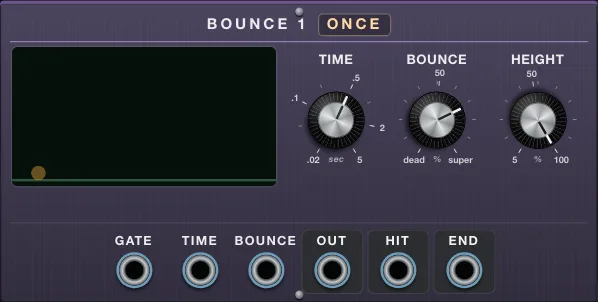 BOUNCE 1 ONCE
TIME BOUNCE HEIGHT
.5 50 50
.1 2
.02 sec 5 dead % super 5 % 100
GATE TIME BOUNCE OUT HIT END